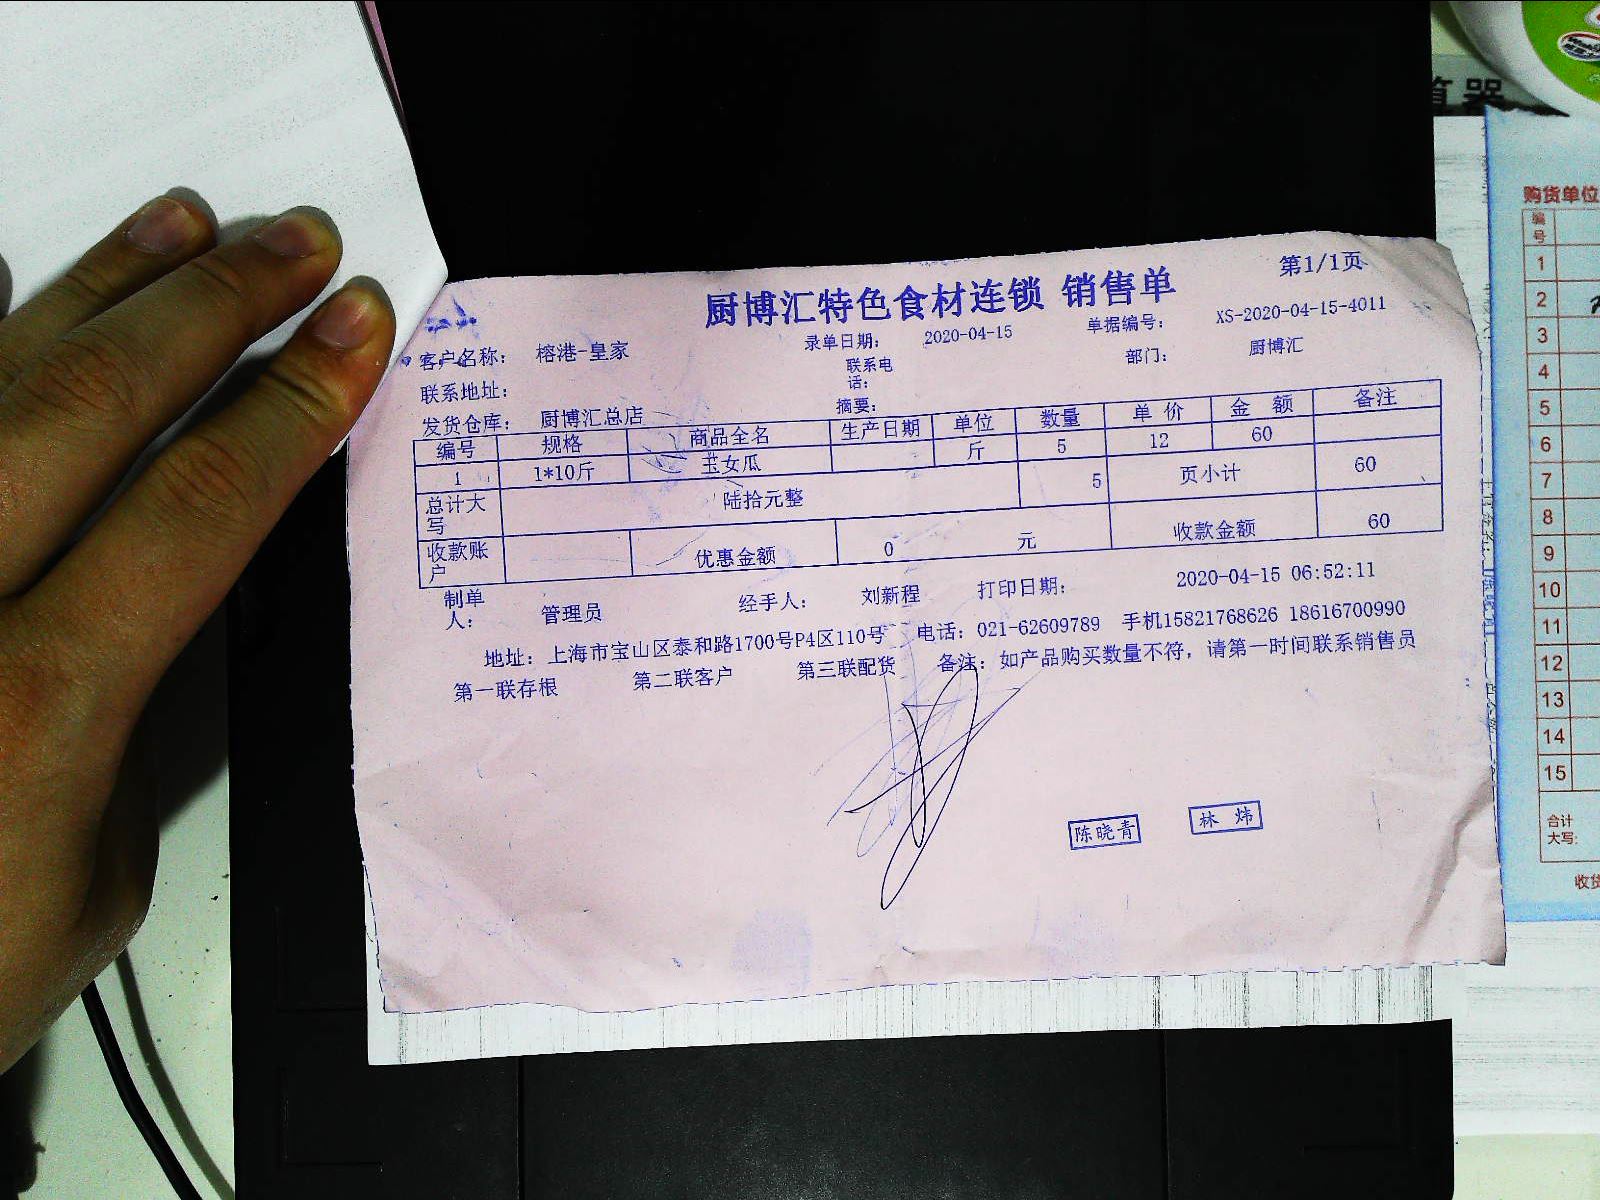 第1/1页
厨博汇特色食材连锁 销售单
录单日期: 2020-04-15 单据编号: XS-2020-04-15-4011
客户名称: 榕港-皇家 联系电话: 部门: 厨博汇
联系地址:
发货仓库: 厨博汇总店 摘要:
编号 规格 商品全名 生产日期 单位 数量 单价 金额 备注
1 1*10斤 玉女瓜 斤 5 12 60
总计大写 陆拾元整 5 页小计 60
收款账户 优惠金额 0 元 收款金额 60
制单人: 管理员 经手人: 刘新程 打印日期: 2020-04-15 06:52:11
地址: 上海市宝山区泰和路1700号P4区110号 电话: 021-62609789 手机15821768626 18616700990
第一联存根 第二联客户 第三联配货 备注: 如产品购买数量不符, 请第一时间联系销售员
陈晓青 林炜
算器
购货单位
编号
1
2
3
4
5
6
7
8
9
10
11
12
13
14
15
合计
大写:
收货